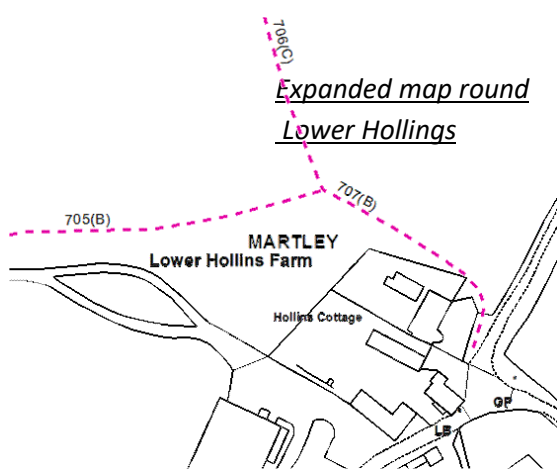 706(C)
Expanded map round
Lower Hollings
707(B)
705(B)
MARTLEY
Lower Hollins Farm
Hollins Cottage
GP
LB